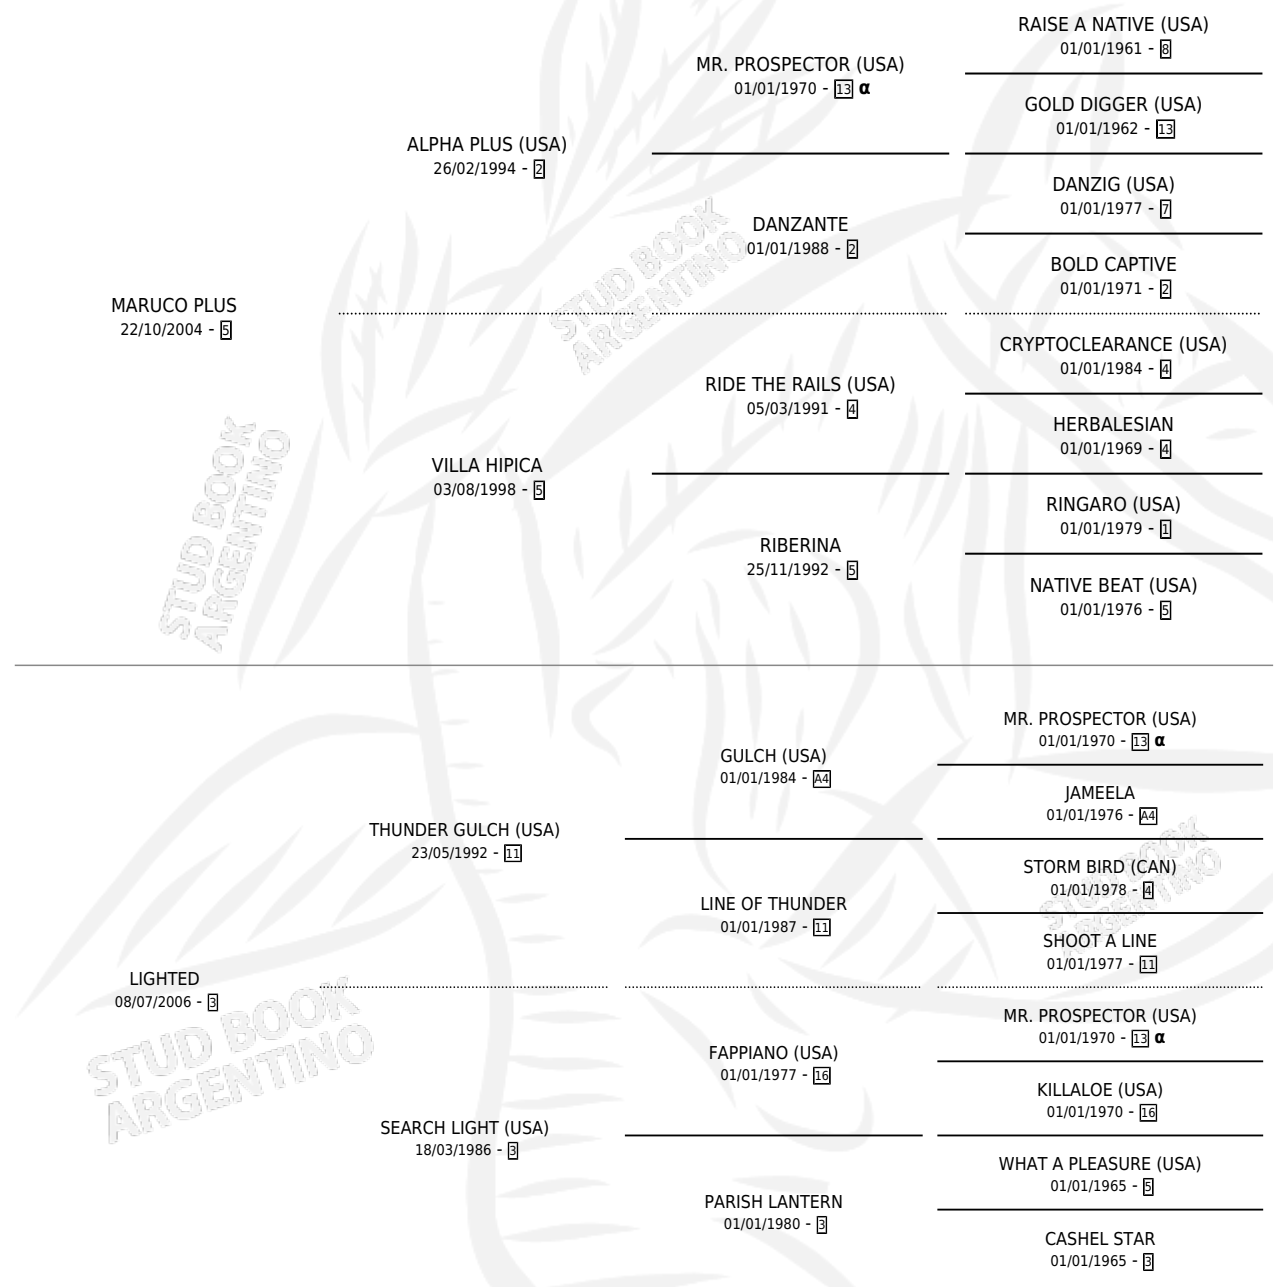 RAISE A NATIVE (USA)
01/01/1961 - 8
MR. PROSPECTOR (USA)
01/01/1970 - 13 α
GOLD DIGGER (USA)
01/01/1962 - 13
ALPHA PLUS (USA)
26/02/1994 - 2
DANZIG (USA)
01/01/1977 - 7
DANZANTE
01/01/1988 - 2
BOLD CAPTIVE
01/01/1971 - 2
MARUCO PLUS
22/10/2004 - 5
CRYPTOCLEARANCE (USA)
01/01/1984 - 4
RIDE THE RAILS (USA)
05/03/1991 - 4
HERBALESIAN
01/01/1969 - 4
VILLA HIPICA
03/08/1998 - 5
RINGARO (USA)
01/01/1979 - 1
RIBERINA
25/11/1992 - 5
NATIVE BEAT (USA)
01/01/1976 - 5
MR. PROSPECTOR (USA)
01/01/1970 - 13 α
GULCH (USA)
01/01/1984 - A4
JAMEELA
01/01/1976 - A4
THUNDER GULCH (USA)
23/05/1992 - 11
STORM BIRD (CAN)
01/01/1978 - 4
LINE OF THUNDER
01/01/1987 - 11
SHOOT A LINE
01/01/1977 - 11
LIGHTED
08/07/2006 - 3
MR. PROSPECTOR (USA)
01/01/1970 - 13 α
FAPPIANO (USA)
01/01/1977 - 16
KILLALOE (USA)
01/01/1970 - 16
SEARCH LIGHT (USA)
18/03/1986 - 3
WHAT A PLEASURE (USA)
01/01/1965 - 5
PARISH LANTERN
01/01/1980 - 3
CASHEL STAR
01/01/1965 - 3
STUD BOOK
ARGENTINO
STUD BOOK
ARGENTINO
STUD BOOK
ARGENTINO
STUD BOOK
ARGENTINO